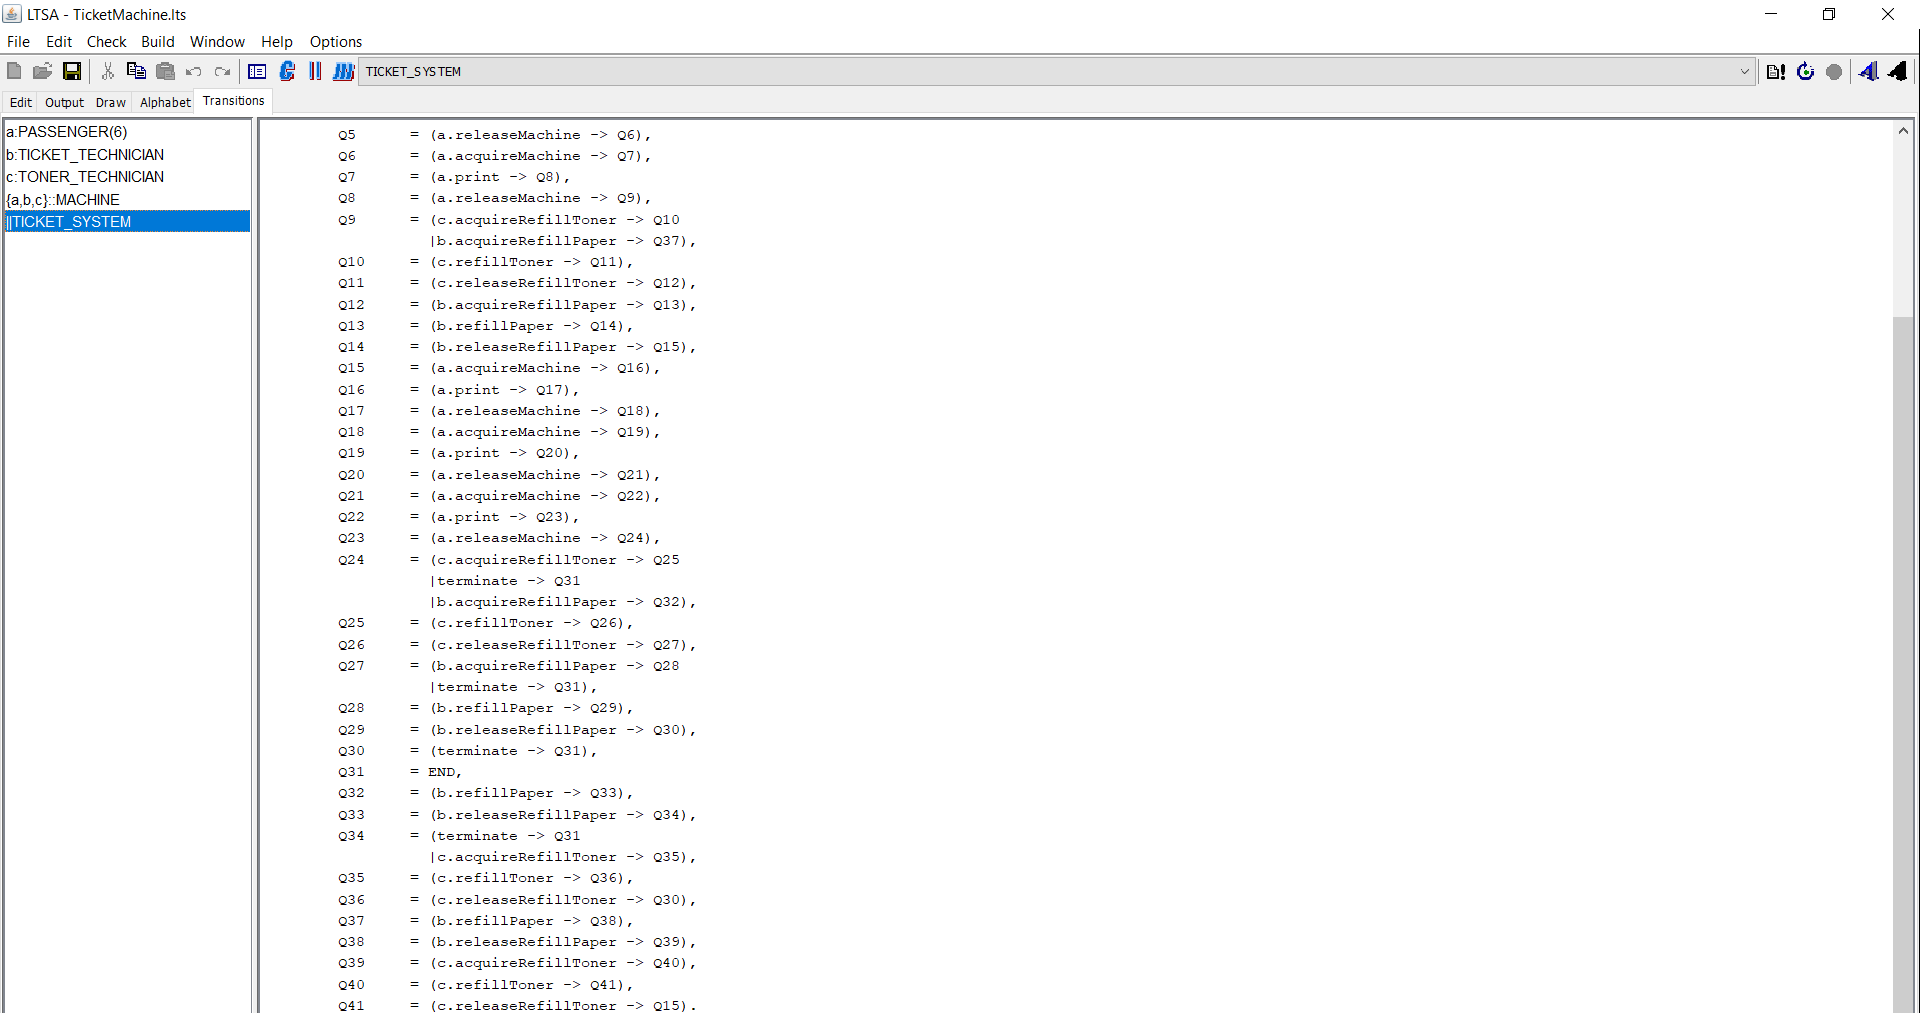 LTSA - TicketMachine.lts
File Edit Check Build Window Help Options
TICKET_SYSTEM
Edit Output Draw Alphabet Transitions
a:PASSENGER(6)
b:TICKET_TECHNICIAN
c:TONER_TECHNICIAN
{a,b,c}::MACHINE
||TICKET_SYSTEM
Q5 = (a.releaseMachine -> Q6),
Q6 = (a.acquireMachine -> Q7),
Q7 = (a.print -> Q8),
Q8 = (a.releaseMachine -> Q9),
Q9 = (c.acquireRefillToner -> Q10
|b.acquireRefillPaper -> Q37),
Q10 = (c.refillToner -> Q11),
Q11 = (c.releaseRefillToner -> Q12),
Q12 = (b.acquireRefillPaper -> Q13),
Q13 = (b.refillPaper -> Q14),
Q14 = (b.releaseRefillPaper -> Q15),
Q15 = (a.acquireMachine -> Q16),
Q16 = (a.print -> Q17),
Q17 = (a.releaseMachine -> Q18),
Q18 = (a.acquireMachine -> Q19),
Q19 = (a.print -> Q20),
Q20 = (a.releaseMachine -> Q21),
Q21 = (a.acquireMachine -> Q22),
Q22 = (a.print -> Q23),
Q23 = (a.releaseMachine -> Q24),
Q24 = (c.acquireRefillToner -> Q25
|terminate -> Q31
|b.acquireRefillPaper -> Q32),
Q25 = (c.refillToner -> Q26),
Q26 = (c.releaseRefillToner -> Q27),
Q27 = (b.acquireRefillPaper -> Q28
|terminate -> Q31),
Q28 = (b.refillPaper -> Q29),
Q29 = (b.releaseRefillPaper -> Q30),
Q30 = (terminate -> Q31),
Q31 = END,
Q32 = (b.refillPaper -> Q33),
Q33 = (b.releaseRefillPaper -> Q34),
Q34 = (terminate -> Q31
|c.acquireRefillToner -> Q35),
Q35 = (c.refillToner -> Q36),
Q36 = (c.releaseRefillToner -> Q30),
Q37 = (b.refillPaper -> Q38),
Q38 = (b.releaseRefillPaper -> Q39),
Q39 = (c.acquireRefillToner -> Q40),
Q40 = (c.refillToner -> Q41),
Q41 = (c.releaseRefillToner -> Q15).